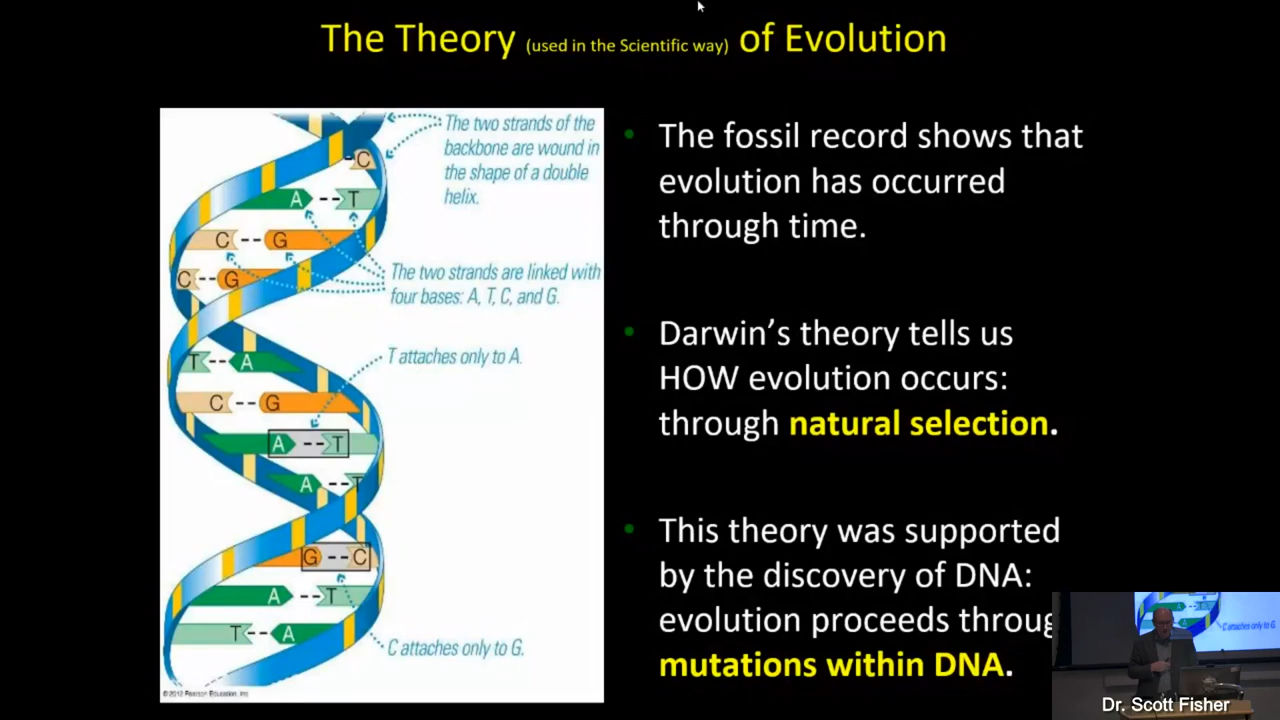 The Theory (used in the Scientific way) of Evolution
The two strands of the
backbone are wound in
the shape of a double
helix.
C
A -- T
C -- G
C -- G
The two strands are linked with
four bases: A, T, C, and G.
T -- A
T attaches only to A.
C -- G
A -- T
A -- T
G -- C
A -- T
T -- A
C attaches only to G.
©2012 Pearson Education, Inc
• The fossil record shows that
evolution has occurred
through time.
• Darwin's theory tells us
HOW evolution occurs:
through natural selection.
• This theory was supported
by the discovery of DNA:
evolution proceeds throug
mutations within DNA.
C attaches only to G.
Dr. Scott Fisher